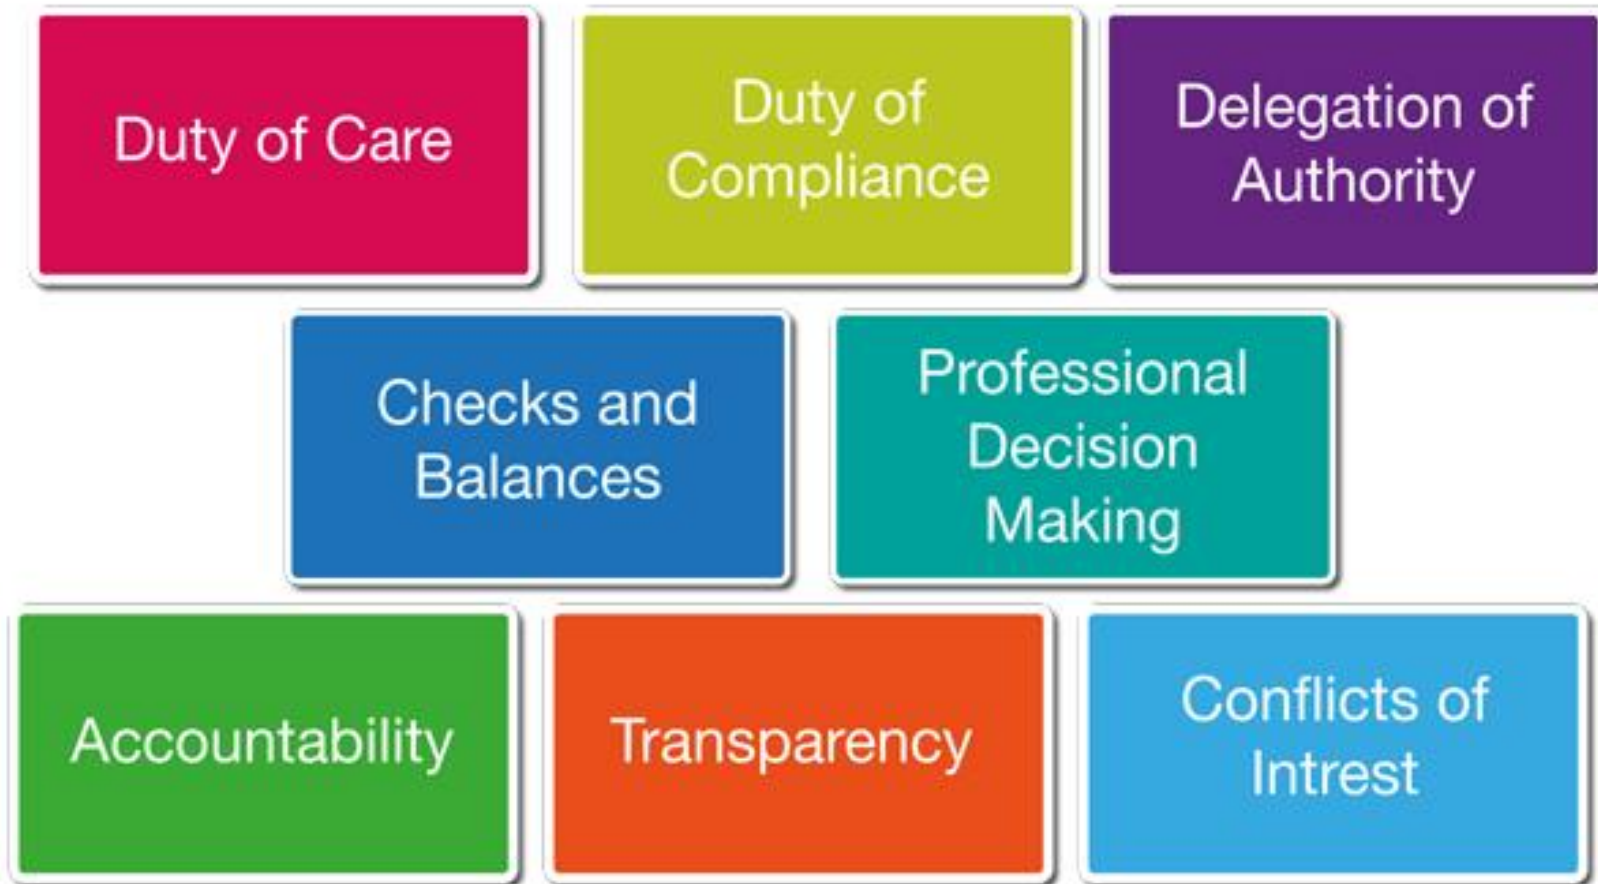 Duty of Care
Duty of
Compliance
Delegation of
Authority
Checks and
Balances
Professional
Decision
Making
Accountability
Transparency
Conflicts of
Intrest